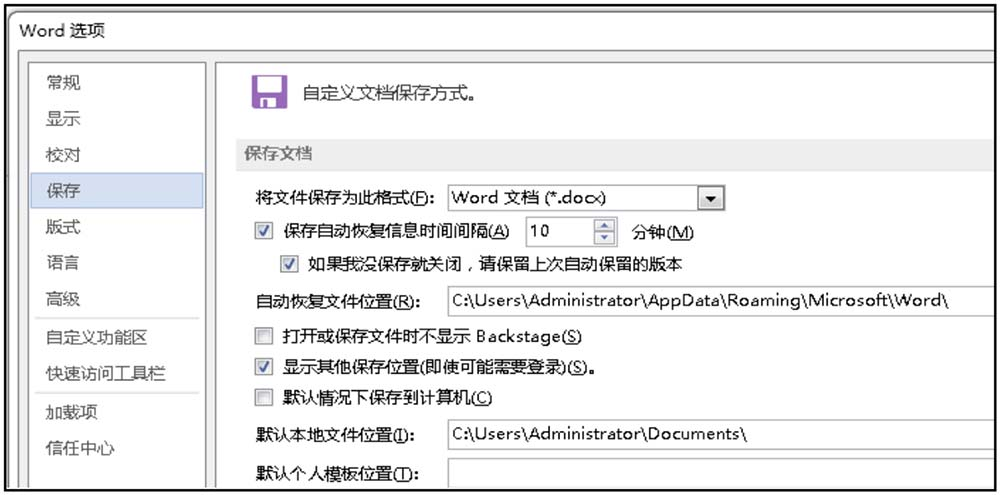 Word 选项
常规
显示
校对
保存
版式
语言
高级
自定义功能区
快速访问工具栏
加载项
信任中心
自定义文档保存方式。
保存文档
将文件保存为此格式(F): Word 文档 (*.docx)
保存自动恢复信息时间间隔(A) 10 分钟(M)
如果我没保存就关闭，请保留上次自动保留的版本
自动恢复文件位置(R): C:\Users\Administrator\AppData\Roaming\Microsoft\Word\
打开或保存文件时不显示 Backstage(S)
显示其他保存位置(即使可能需要登录)(S)。
默认情况下保存到计算机(C)
默认本地文件位置(I): C:\Users\Administrator\Documents\
默认个人模板位置(T):